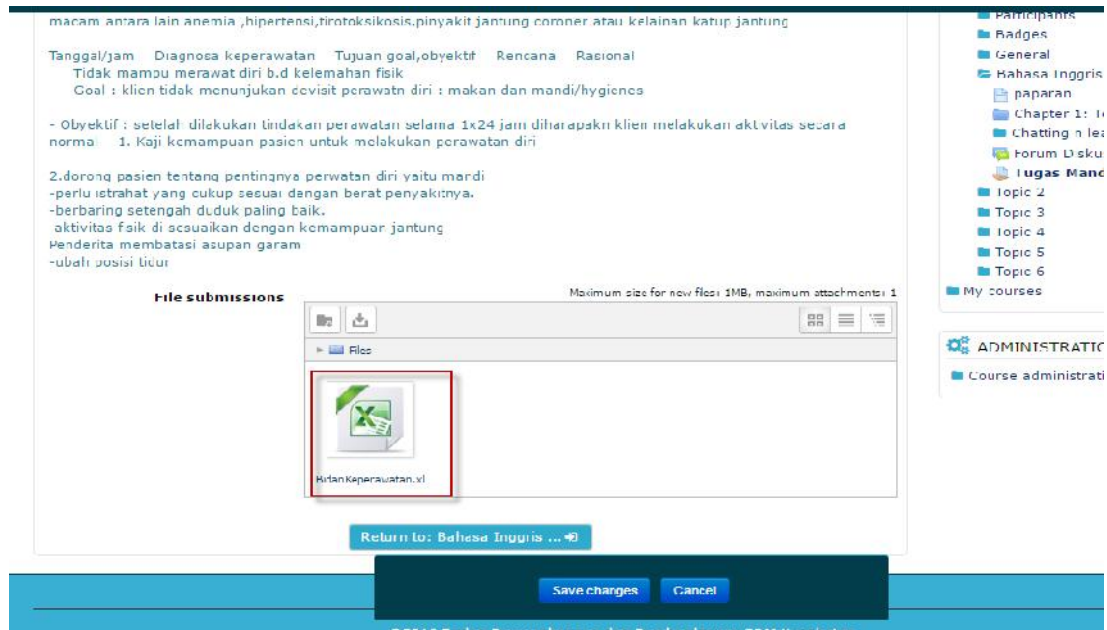 macam antara lain anemia ,hipertensi,tirotoksikosis.pinyakit jantung coroner atau kelainan katup jantung
Tanggal/jam Diagnosa keperawatan Tujuan goal,obyektif Rencana Rasional
Tidak mampu merawat diri b.d kelemahan fisik
Goal : klien tidak menunjukan devisit perawatn diri : makan dan mandi/hygienes
- Obyektif : setelah dilakukan tindakan perawatan selama 1x24 jam diharapakn klien melakukan aktivitas secara
norma 1. Kaji kemampuan pasien untuk melakukan perawatan diri
2.dorong pasien tentang pentingnya perwatan diri yaitu mandi
-perlu istrahat yang cukup sesuai dengan berat penyakitnya.
-berbaring setengah duduk paling baik.
aktivitas fisik di sesuaikan dengan kemampuan jantung
Penderita membatasi asupan garam
-ubah posisi tidur
File submissions
Maximum size for new files: 1MB, maximum attachments: 1
Files
BidanKeperawatan.xl
Return to: Bahasa Inggris ...
Save changes
Cancel
Participants
Badges
General
Bahasa Inggris
paparan
Chapter 1:
Chatting n lea
Forum Disku
Tugas Mand
Topic 2
Topic 3
Topic 4
Topic 5
Topic 6
My courses
ADMINISTRATIO
Course administrati